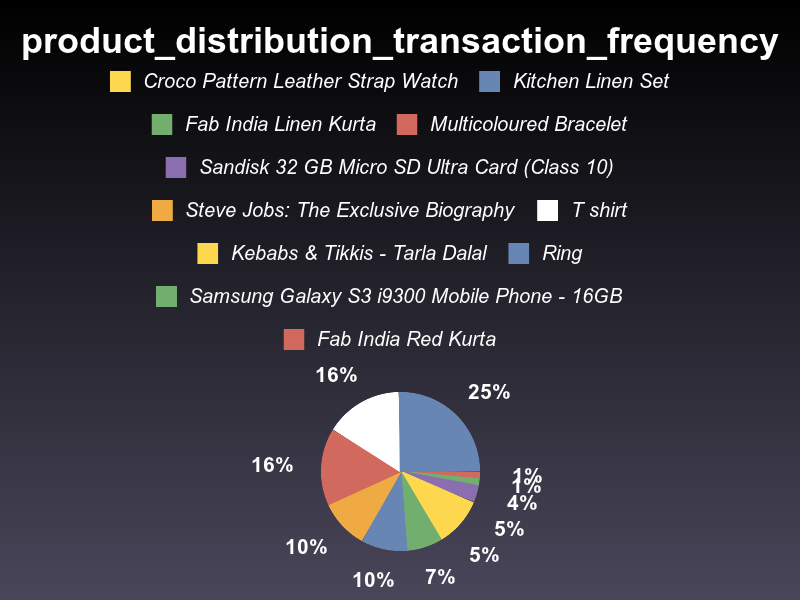 product_distribution_transaction_frequency
Croco Pattern Leather Strap Watch Kitchen Linen Set
Fab India Linen Kurta Multicoloured Bracelet
Sandisk 32 GB Micro SD Ultra Card (Class 10)
Steve Jobs: The Exclusive Biography T shirt
Kebabs & Tikkis - Tarla Dalal Ring
Samsung Galaxy S3 i9300 Mobile Phone - 16GB
Fab India Red Kurta
16%
25%
16%
1%
1%
4%
5%
10%
5%
10%
7%